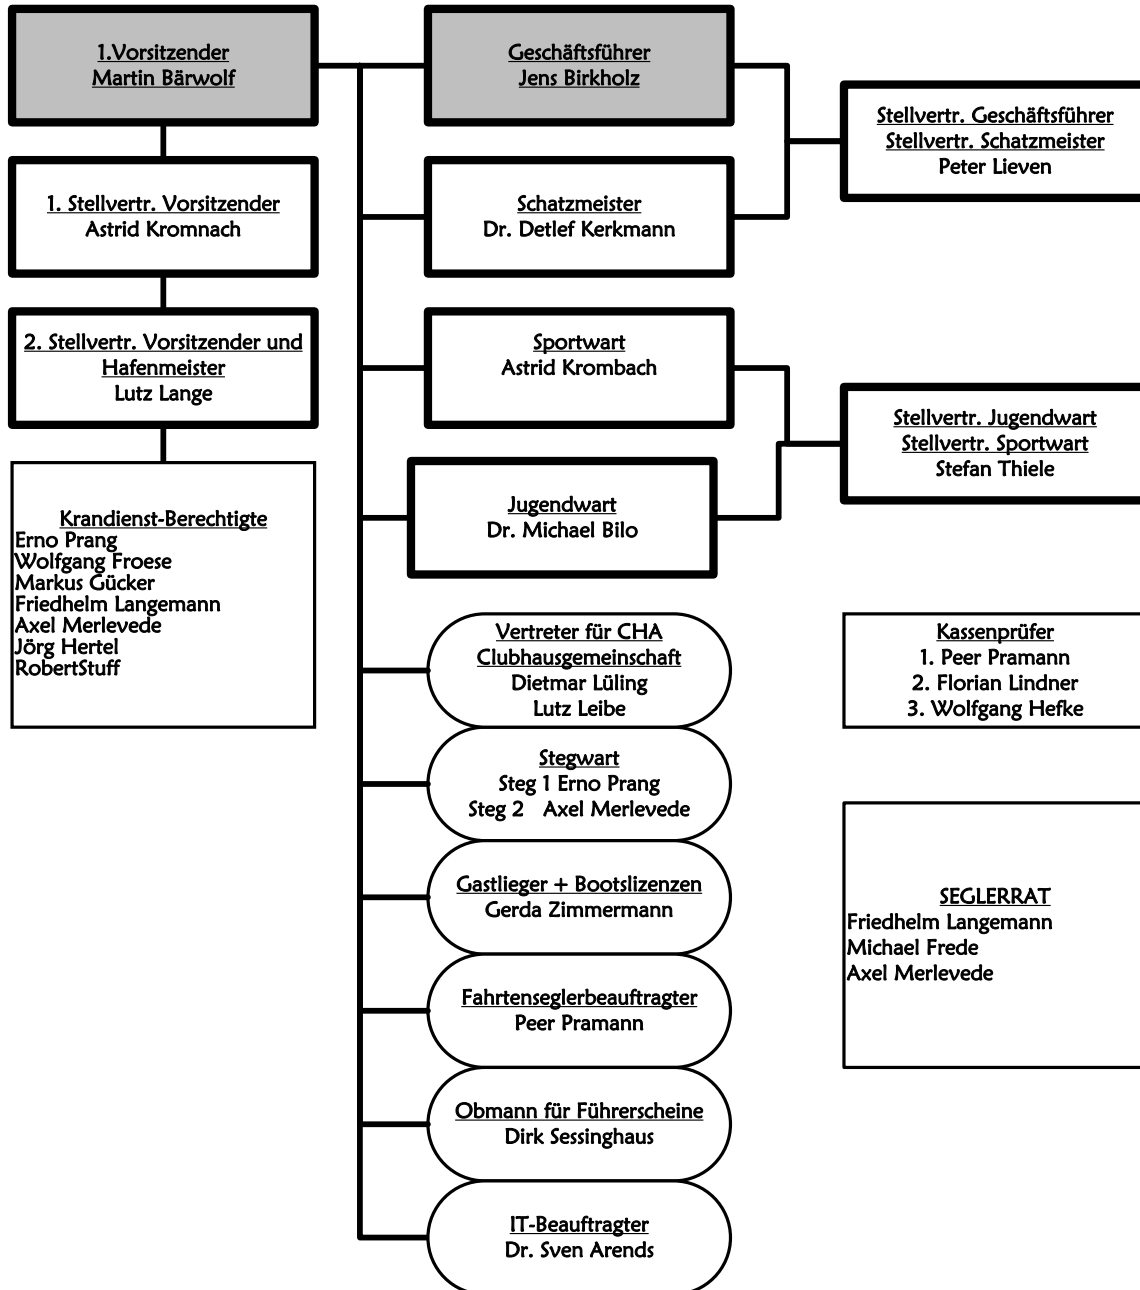 1.Vorsitzender
Martin Bärwolf
1. Stellvertr. Vorsitzender
Astrid Kromnach
2. Stellvertr. Vorsitzender und
Hafenmeister
Lutz Lange
Krandienst-Berechtigte
Erno Prang
Wolfgang Froese
Markus Gücker
Friedhelm Langemann
Axel Merlevede
Jörg Hertel
RobertStuff
Geschäftsführer
Jens Birkholz
Schatzmeister
Dr. Detlef Kerkmann
Sportwart
Astrid Krombach
Jugendwart
Dr. Michael Bilo
Vertreter für CHA
Clubhausgemeinschaft
Dietmar Lüling
Lutz Leibe
Stegwart
Steg 1 Erno Prang
Steg 2 Axel Merlevede
Gastlieger + Bootslizenzen
Gerda Zimmermann
Fahrtenseglerbeauftragter
Peer Pramann
Obmann für Führerscheine
Dirk Sessinghaus
IT-Beauftragter
Dr. Sven Arends
Stellvertr. Geschäftsführer
Stellvertr. Schatzmeister
Peter Lieven
Stellvertr. Jugendwart
Stellvertr. Sportwart
Stefan Thiele
Kassenprüfer
1. Peer Pramann
2. Florian Lindner
3. Wolfgang Hefke
SEGLERRAT
Friedhelm Langemann
Michael Frede
Axel Merlevede